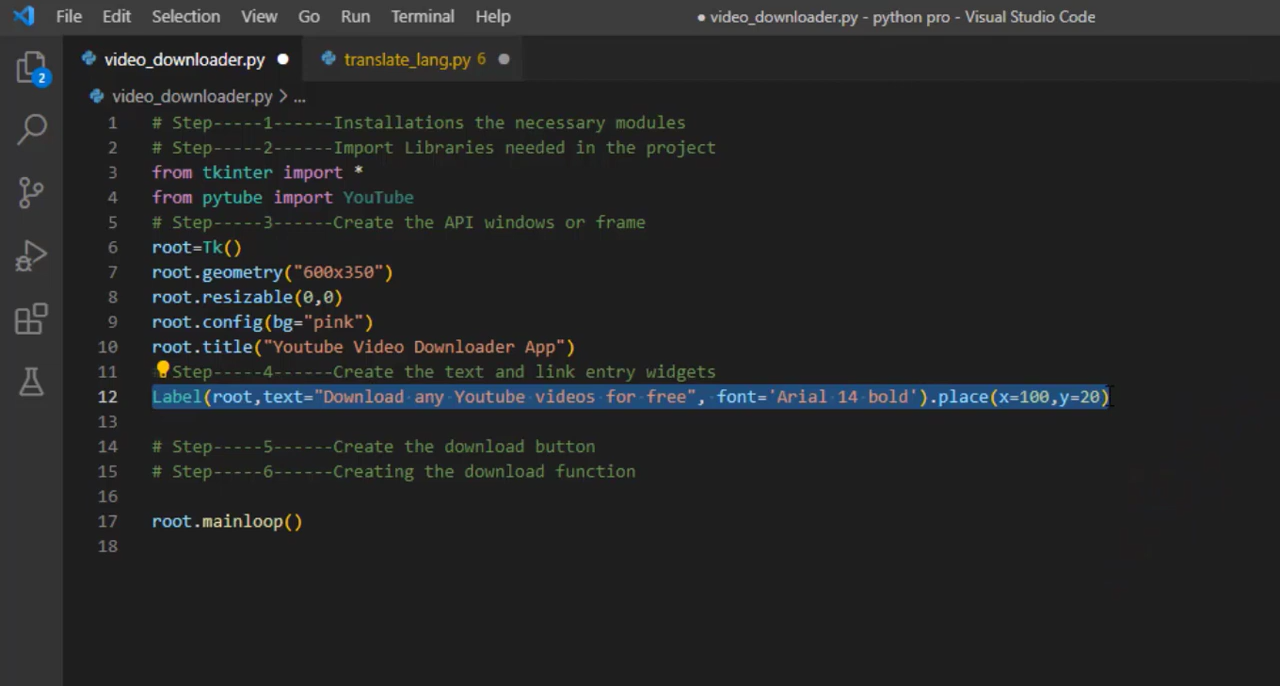 File Edit Selection View Go Run Terminal Help ● video_downloader.py - python pro - Visual Studio Code
video_downloader.py ● translate_lang.py 6 ●
2 video_downloader.py > ...
1 # Step-----1------Installations the necessary modules
2 # Step-----2------Import Libraries needed in the project
3 from tkinter import *
4 from pytube import YouTube
5 # Step-----3------Create the API windows or frame
6 root=Tk()
7 root.geometry("600x350")
8 root.resizable(0,0)
9 root.config(bg="pink")
10 root.title("Youtube Video Downloader App")
11 Step-----4------Create the text and link entry widgets
12 Label(root,text="Download any Youtube videos for free", font='Arial 14 bold').place(x=100,y=20)
13
14 # Step-----5------Create the download button
15 # Step-----6------Creating the download function
16
17 root.mainloop()
18